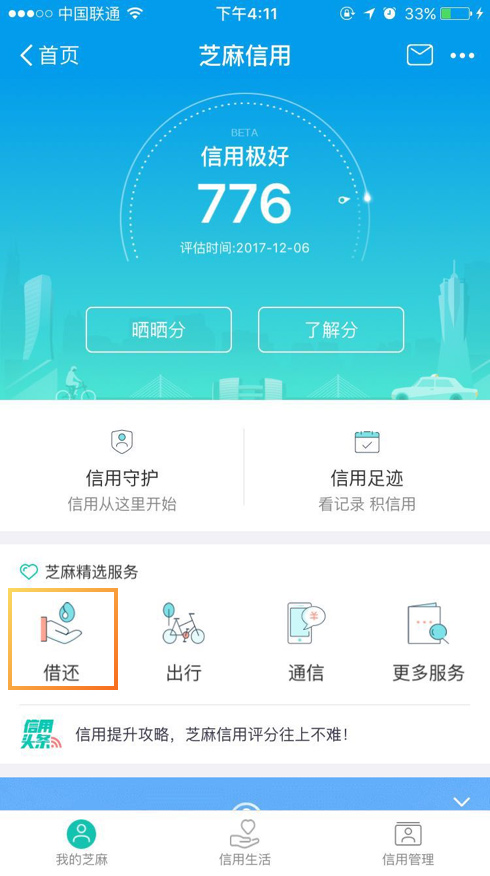 中国联通 下午4:11 33%
首页 芝麻信用
BETA
信用极好
776
评估时间:2017-12-06
晒晒分 了解分
信用守护 信用足迹
信用从这里开始 看记录 积信用
芝麻精选服务
借还 出行 通信 更多服务
信用
头条
信用提升攻略，芝麻信用评分往上不难！
我的芝麻 信用生活 信用管理